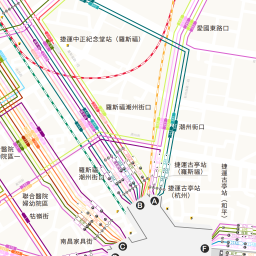 愛國東路口
捷運中正紀念堂站（羅斯福）
羅斯福潮州街口
潮州街口
醫院
院區一
捷運古亭站
（羅斯福）
羅斯福
潮州街口
捷運古亭站
（杭州）
捷運古亭站（和平）
聯合醫院
婦幼院區
牯嶺街
南昌家具街
A
B
C
F